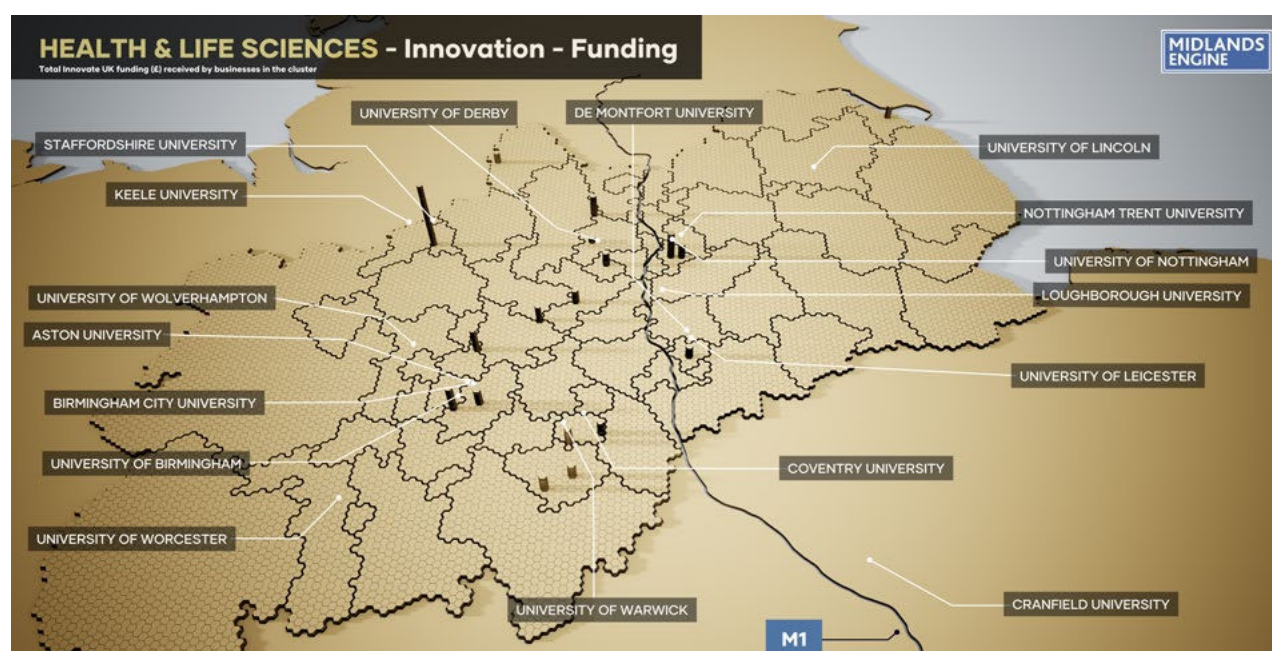 HEALTH & LIFE SCIENCES - Innovation - Funding
Total Innovate UK funding (£) received by businesses in the cluster
MIDLANDS
ENGINE
UNIVERSITY OF DERBY
DE MONTFORT UNIVERSITY
STAFFORDSHIRE UNIVERSITY
UNIVERSITY OF LINCOLN
KEELE UNIVERSITY
NOTTINGHAM TRENT UNIVERSITY
UNIVERSITY OF NOTTINGHAM
UNIVERSITY OF WOLVERHAMPTON
LOUGHBOROUGH UNIVERSITY
ASTON UNIVERSITY
UNIVERSITY OF LEICESTER
BIRMINGHAM CITY UNIVERSITY
UNIVERSITY OF BIRMINGHAM
COVENTRY UNIVERSITY
UNIVERSITY OF WORCESTER
UNIVERSITY OF WARWICK
CRANFIELD UNIVERSITY
M1